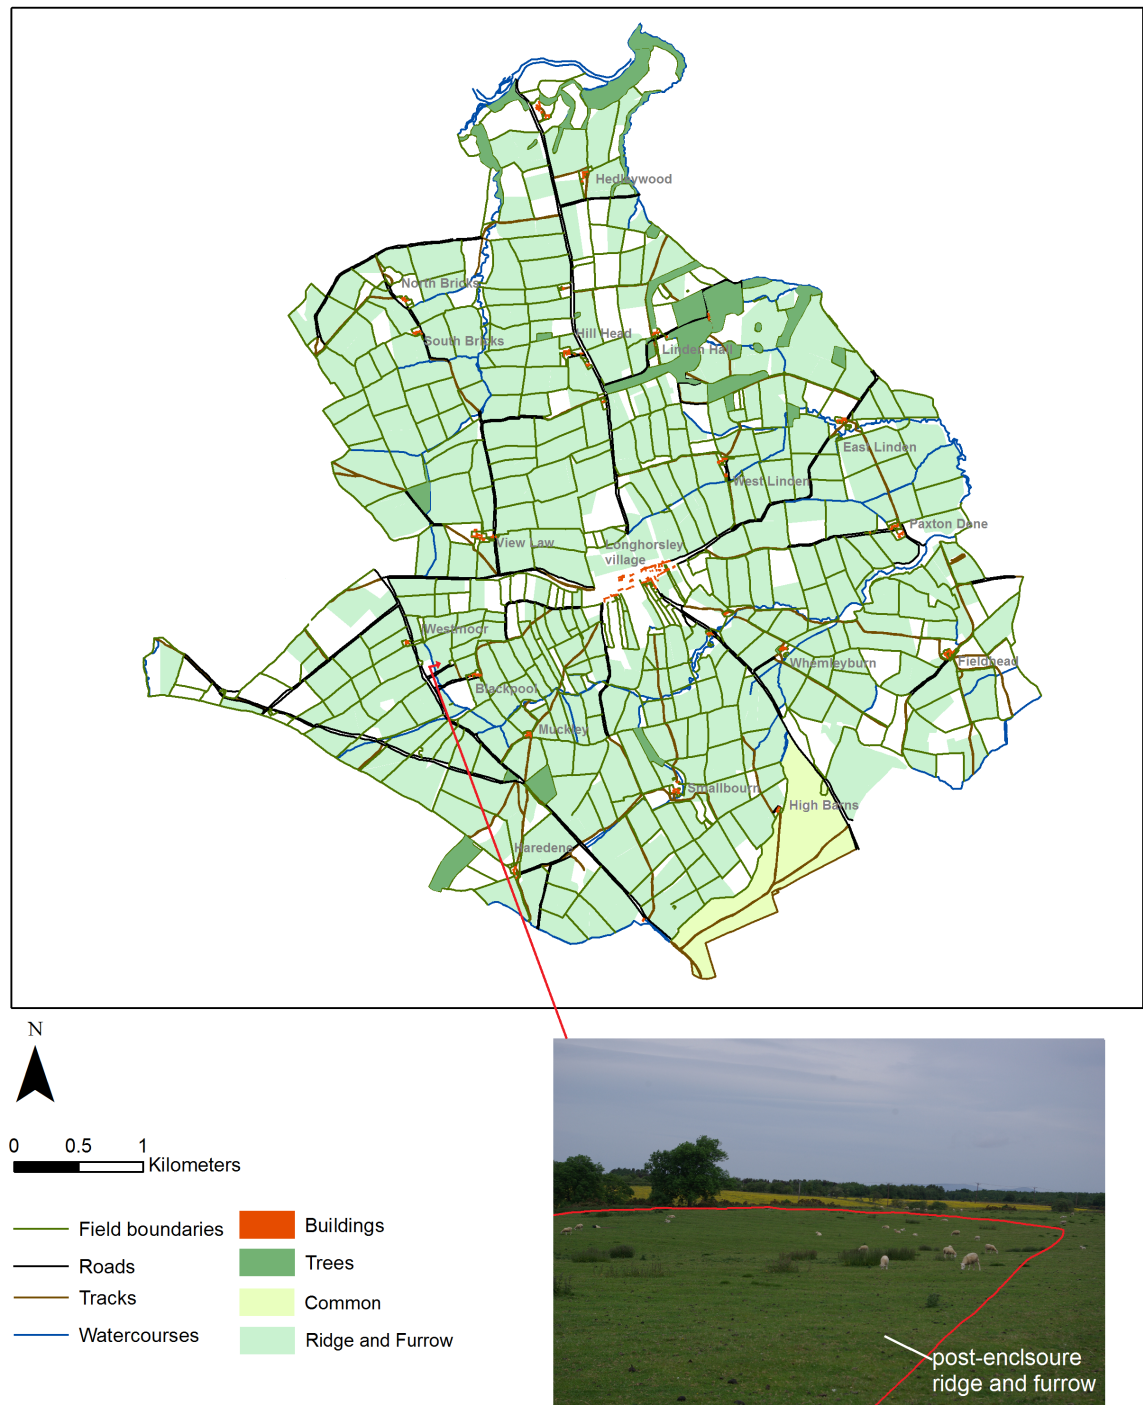 Hedleywood
North Bricks
South Bricks
Hill Head
Linden Hall
East Linden
West Linden
Paxton Dene
View Law
Longhorsley
village
Westmoor
Whemleyburn
Fieldhead
Blackpool
Muckley
Smallbourn
High Barns
Haredene
N
0 0.5 1
Kilometers
Field boundaries
Roads
Tracks
Watercourses
Buildings
Trees
Common
Ridge and Furrow
post-enclsoure
ridge and furrow